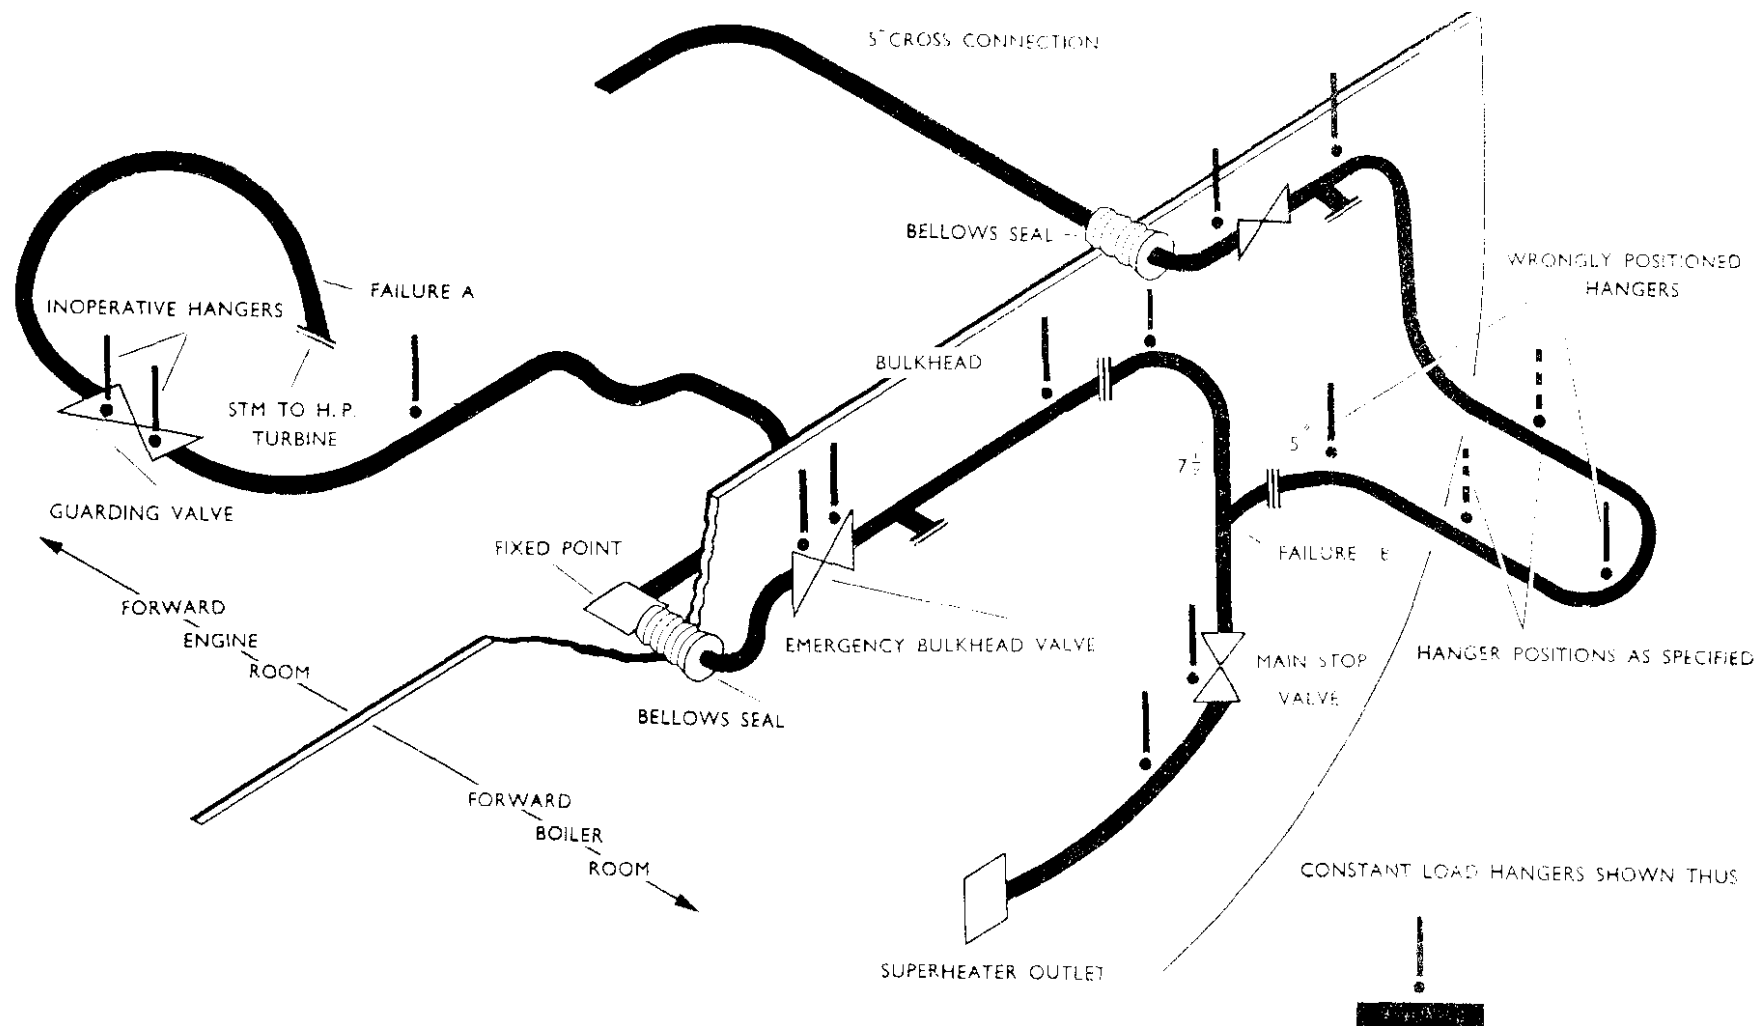 5" CROSS CONNECTION
BELLOWS SEAL
WRONGLY POSITIONED
HANGERS
FAILURE A
INOPERATIVE HANGERS
BULKHEAD
STM TO H.P.
TURBINE
5"
7½
GUARDING VALVE
FIXED POINT
FAILURE B
FORWARD
ENGINE
ROOM
EMERGENCY BULKHEAD VALVE
MAIN STOP
VALVE
HANGER POSITIONS AS SPECIFIED
BELLOWS SEAL
FORWARD
BOILER
ROOM
CONSTANT LOAD HANGERS SHOWN THUS
SUPERHEATER OUTLET